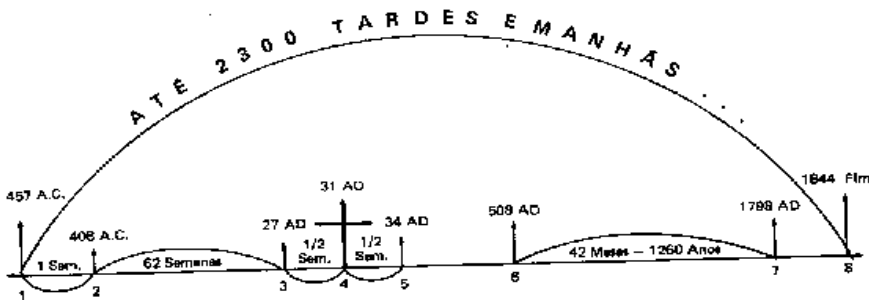 ATÉ 2300 TARDES E MANHÃS...
457 A.C.
408 A.C.
27 AD
31 AD
34 AD
508 AD
1798 AD
1844 Fim
1 Sem.
62 Semanas
1/2 Sem.
1/2 Sem.
42 Meses – 1260 Anos
1 2 3 4 5 6 7 8